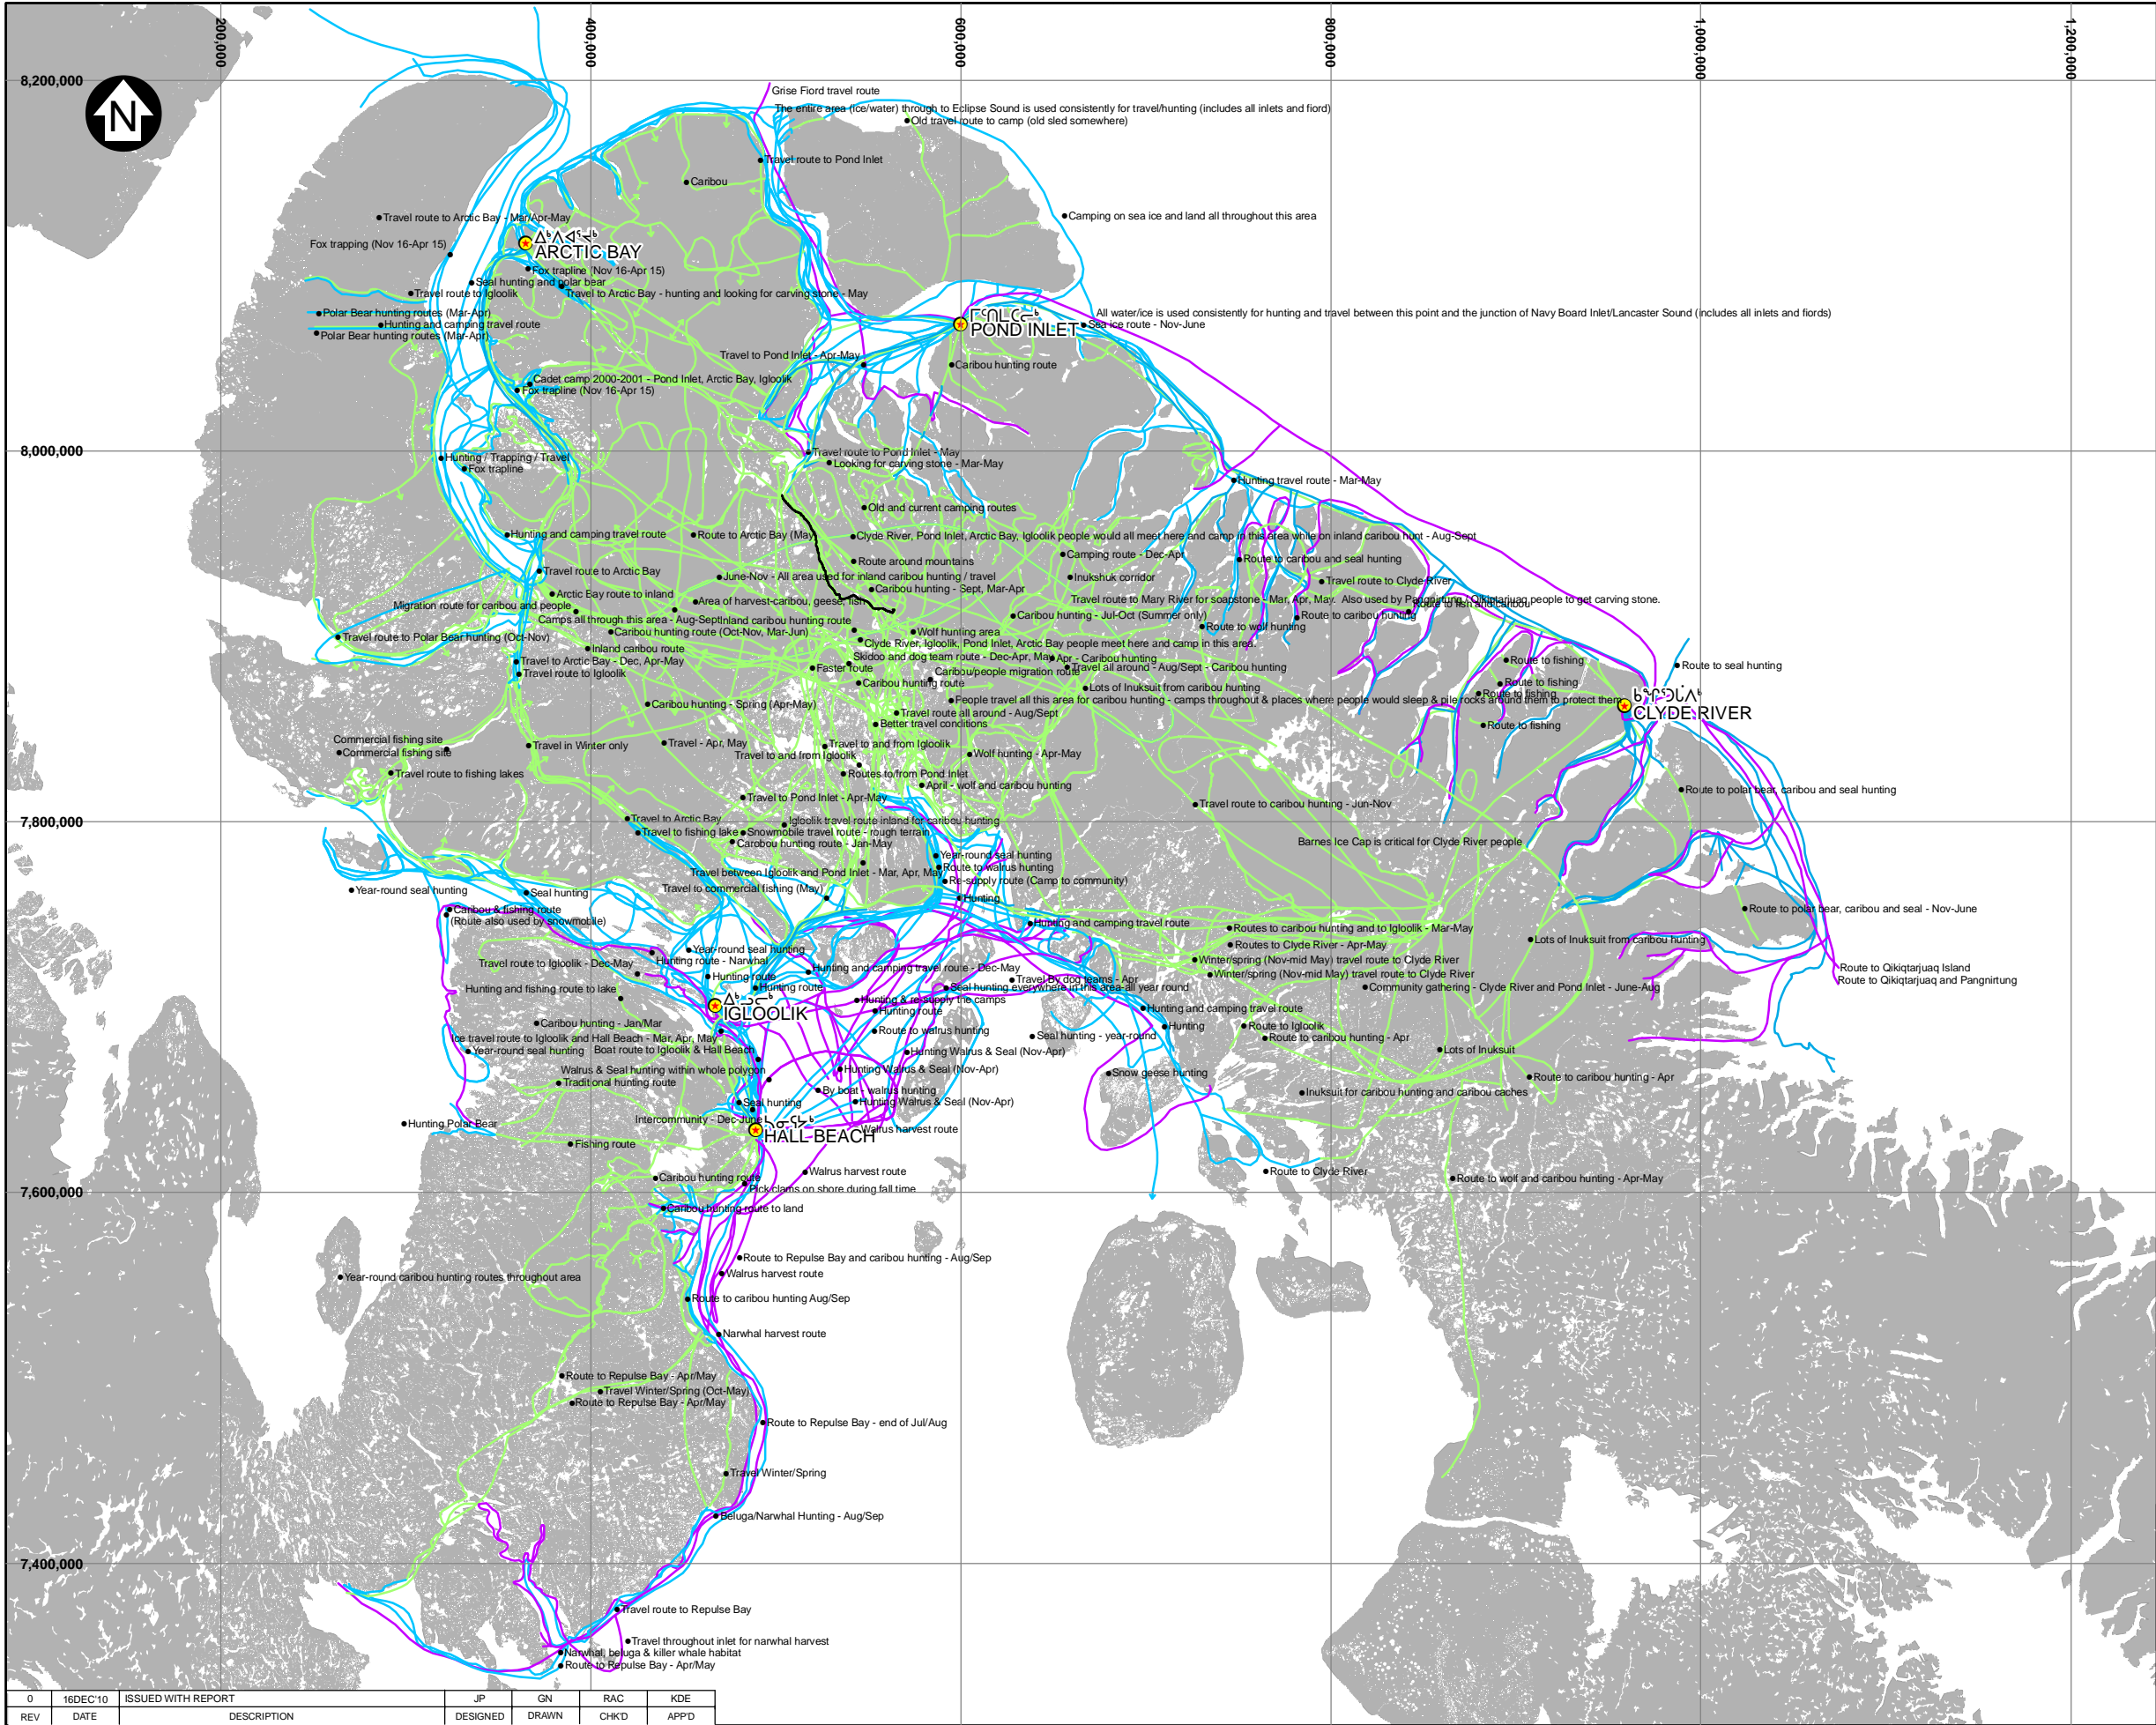 200,000
400,000
600,000
800,000
1,000,000
1,200,000
8,200,000
N
Grise Fiord travel route
The entire area (ice/water) through to Eclipse Sound is used consistently for travel/hunting (includes all inlets and fiord)
Old travel route to camp (old sled somewhere)
Travel route to Pond Inlet
Caribou
Travel route to Arctic Bay - Mar/Apr-May
Camping on sea ice and land all throughout this area
Fox trapping (Nov 16-Apr 15)
ᐃᒃᐱᐊᕐᔪᒃ
ARCTIC BAY
Fox trapline (Nov 16-Apr 15)
Seal hunting and polar bear
Travel route to Igloolik
Travel to Arctic Bay - hunting and looking for carving stone - May
Polar Bear hunting routes (Mar-Apr)
Hunting and camping travel route
Polar Bear hunting routes (Mar-Apr)
All water/ice is used consistently for hunting and travel between this point and the junction of Navy Board Inlet/Lancaster Sound (includes all inlets and fiords)
ᒥᑦᑎᒪᑕᓕᒃ
POND INLET
Sea ice route - Nov-June
Travel to Pond Inlet - Apr-May
Caribou hunting route
Cadet camp 2000-2001 - Pond Inlet, Arctic Bay, Igloolik
Fox trapline (Nov 16-Apr 15)
8,000,000
Hunting / Trapping / Travel
Fox trapline
Travel route to Pond Inlet - May
Looking for carving stone - Mar-May
Hunting travel route - Mar-May
Old and current camping routes
Hunting and camping travel route
Route to Arctic Bay (May)
Clyde River, Pond Inlet, Arctic Bay, Igloolik people would all meet here and camp in this area while on inland caribou hunt - Aug-Sept
Camping route - Dec-Apr
Route around mountains
Route to caribou and seal hunting
Travel route to Arctic Bay
June-Nov - All area used for inland caribou hunting / travel
Inukshuk corridor
Travel route to Clyde River
Caribou hunting - Sept, Mar-Apr
Arctic Bay route to inland
Area of harvest-caribou, geese, fish
Travel route to Mary River for soapstone - Mar, Apr, May. Also used by Pangnirtung / Qikiqtarjuaq people to get carving stone.
Migration route for caribou and people
Route to fish and caribou
Camps all through this area - Aug-Sept
Inland caribou hunting route
Caribou hunting - Jul-Oct (Summer only)
Route to caribou hunting
Route to wolf hunting
Caribou hunting route (Oct-Nov, Mar-Jun)
Wolf hunting area
Travel route to Polar Bear hunting (Oct-Nov)
Clyde River, Igloolik, Pond Inlet, Arctic Bay people meet here and camp in this area.
Inland caribou route
Skidoo and dog team route - Dec-Apr, May
Apr - Caribou hunting
Travel to Arctic Bay - Dec, Apr-May
Faster route
Travel all around - Aug/Sept - Caribou hunting
Route to fishing
Route to seal hunting
Travel route to Igloolik
Caribou/people migration route
Caribou hunting route
Lots of Inuksuit from caribou hunting
Route to fishing
Route to fishing
Caribou hunting - Spring (Apr-May)
People travel all this area for caribou hunting - camps throughout & places where people would sleep & pile rocks around them to protect them
ᑲᖏᖅᑐᒑᐱᒃ
CLYDE RIVER
Travel route all around - Aug/Sept
Better travel conditions
Route to fishing
Commercial fishing site
Commercial fishing site
Travel in Winter only
Travel - Apr, May
Travel to and from Igloolik
Travel to and from Igloolik
Wolf hunting - Apr-May
Travel route to fishing lakes
Routes to/from Pond Inlet
April - wolf and caribou hunting
Route to polar bear, caribou and seal hunting
Travel to Pond Inlet - Apr-May
Travel route to caribou hunting - Jun-Nov
7,800,000
Travel to Arctic Bay
Igloolik travel route inland for caribou hunting
Travel to fishing lake
Snowmobile travel route - rough terrain
Carobou hunting route - Jan-May
Barnes Ice Cap is critical for Clyde River people
Year-round seal hunting
Route to walrus hunting
Travel between Igloolik and Pond Inlet - Mar, Apr, May
Re-supply route (Camp to community)
Year-round seal hunting
Seal hunting
Travel to commercial fishing (May)
Hunting
Caribou & fishing route
(Route also used by snowmobile)
Route to polar bear, caribou and seal - Nov-June
Hunting and camping travel route
Routes to caribou hunting and to Igloolik - Mar-May
Routes to Clyde River - Apr-May
Lots of Inuksuit from caribou hunting
Year-round seal hunting
Hunting route - Narwhal
Travel route to Igloolik - Dec-May
Winter/spring (Nov-mid May) travel route to Clyde River
Winter/spring (Nov-mid May) travel route to Clyde River
Route to Qikiqtarjuaq Island
Route to Qikiqtarjuaq and Pangnirtung
Hunting and camping travel route - Dec-May
Hunting route
Travel By dog teams - Apr
Hunting and fishing route to lake
Hunting route
Seal hunting everywhere in this area-all year round
Community gathering - Clyde River and Pond Inlet - June-Aug
ᐃᒡᓗᓕᒃ
IGLOOLIK
Hunting & re-supply the camps
Hunting route
Hunting and camping travel route
Caribou hunting - Jan/Mar
Hunting
Route to Igloolik
Route to walrus hunting
Ice travel route to Igloolik and Hall Beach - Mar, Apr, May
Seal hunting - year-round
Route to caribou hunting - Apr
Year-round seal hunting
Boat route to Igloolik & Hall Beach
Hunting Walrus & Seal (Nov-Apr)
Lots of Inuksuit
Walrus & Seal hunting within whole polygon
Hunting Walrus & Seal (Nov-Apr)
Snow geese hunting
Route to caribou hunting - Apr
Traditional hunting route
By boat - walrus hunting
Inuksuit for caribou hunting and caribou caches
Seal hunting
Hunting Walrus & Seal (Nov-Apr)
Hunting Polar Bear
Intercommunity - Dec-June
HALL BEACH
Walrus harvest route
Fishing route
Walrus harvest route
Route to Clyde River
Caribou hunting route
Route to wolf and caribou hunting - Apr-May
Pick clams on shore during fall time
7,600,000
Caribou hunting route to land
Route to Repulse Bay and caribou hunting - Aug/Sep
Year-round caribou hunting routes throughout area
Walrus harvest route
Route to caribou hunting Aug/Sep
Narwhal harvest route
Route to Repulse Bay - Apr/May
Travel Winter/Spring (Oct-May)
Route to Repulse Bay - Apr/May
Route to Repulse Bay - end of Jul/Aug
Travel Winter/Spring
Beluga/Narwhal Hunting - Aug/Sep
7,400,000
Travel route to Repulse Bay
Travel throughout inlet for narwhal harvest
Narwhal, beluga & killer whale habitat
Route to Repulse Bay - Apr/May
0 16DEC'10 ISSUED WITH REPORT JP GN RAC KDE
REV DATE DESCRIPTION DESIGNED DRAWN CHK'D APP'D